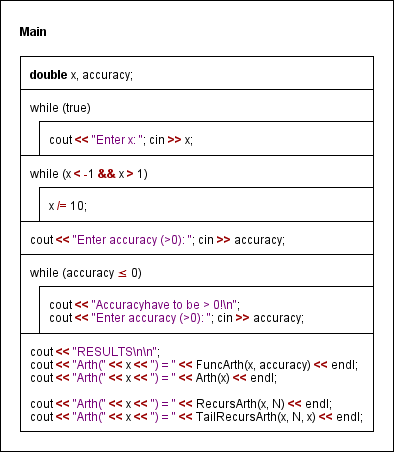 Main
double x, accuracy;
while (true)
cout << "Enter x: "; cin >> x;
while (x < -1 && x > 1)
x /= 10;
cout << "Enter accuracy (>0): "; cin >> accuracy;
while (accuracy ≤ 0)
cout << "Accuracyhave to be > 0!\n";
cout << "Enter accuracy (>0): "; cin >> accuracy;
cout << "RESULTS\n\n";
cout << "Arth(" << x << ") = " << FuncArth(x, accuracy) << endl;
cout << "Arth(" << x << ") = " << Arth(x) << endl;
cout << "Arth(" << x << ") = " << RecursArth(x, N) << endl;
cout << "Arth(" << x << ") = " << TailRecursArth(x, N, x) << endl;